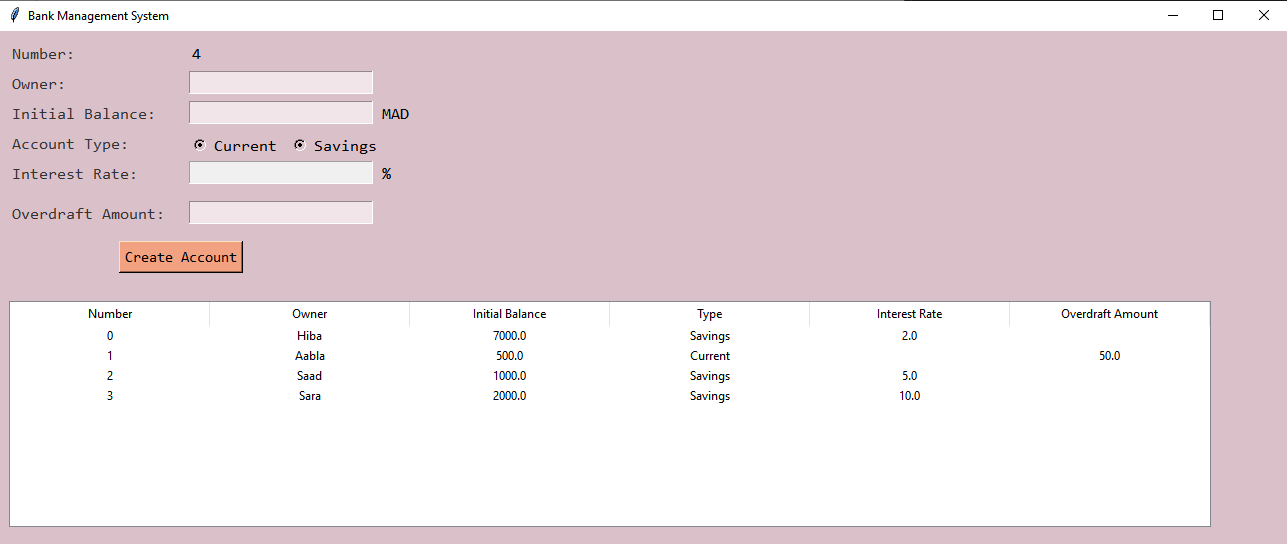 Bank Management System
Number: 4
Owner:
Initial Balance: MAD
Account Type: Current Savings
Interest Rate: %
Overdraft Amount:
Create Account
Number Owner Initial Balance Type Interest Rate Overdraft Amount
0 Hiba 7000.0 Savings 2.0
1 Aabla 500.0 Current 50.0
2 Saad 1000.0 Savings 5.0
3 Sara 2000.0 Savings 10.0